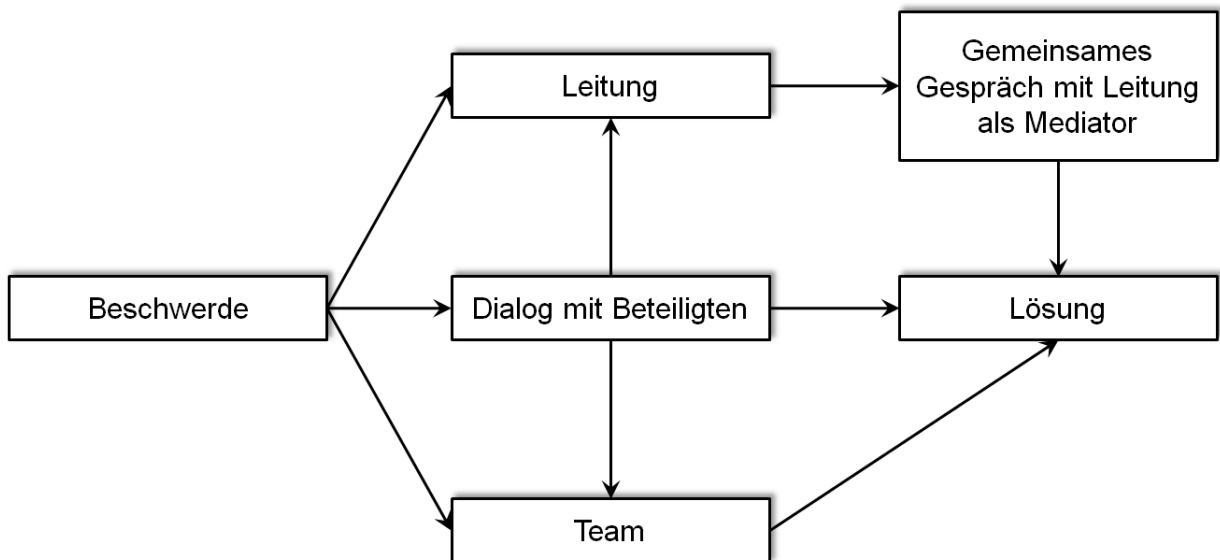 Leitung
Gemeinsames
Gespräch mit Leitung
als Mediator
Beschwerde
Dialog mit Beteiligten
Lösung
Team